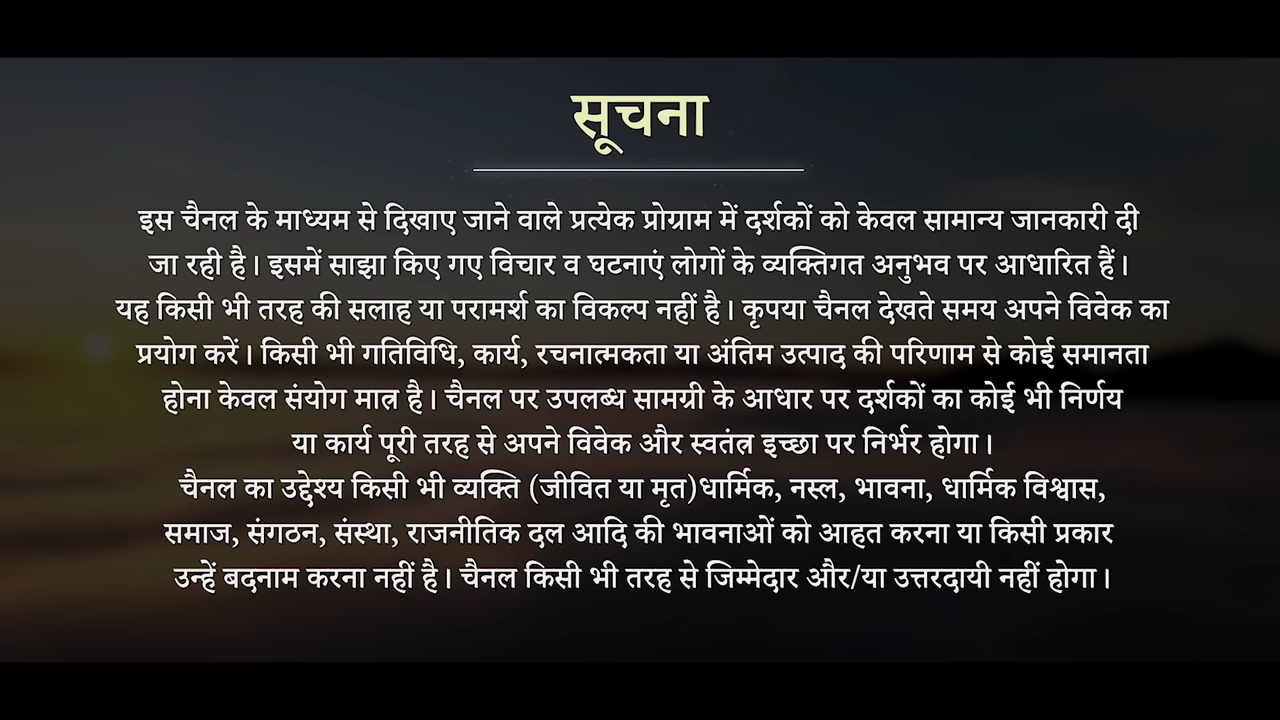 सूचना
इस चैनल के माध्यम से दिखाए जाने वाले प्रत्येक प्रोग्राम में दर्शकों को केवल सामान्य जानकारी दी
जा रही है। इसमें साझा किए गए विचार व घटनाएं लोगों के व्यक्तिगत अनुभव पर आधारित हैं।
यह किसी भी तरह की सलाह या परामर्श का विकल्प नहीं है। कृपया चैनल देखते समय अपने विवेक का
प्रयोग करें। किसी भी गतिविधि, कार्य, रचनात्मकता या अंतिम उत्पाद की परिणाम से कोई समानता
होना केवल संयोग मात्र है। चैनल पर उपलब्ध सामग्री के आधार पर दर्शकों का कोई भी निर्णय
या कार्य पूरी तरह से अपने विवेक और स्वतंत्र इच्छा पर निर्भर होगा।
चैनल का उद्देश्य किसी भी व्यक्ति (जीवित या मृत)धार्मिक, नस्ल, भावना, धार्मिक विश्वास,
समाज, संगठन, संस्था, राजनीतिक दल आदि की भावनाओं को आहत करना या किसी प्रकार
उन्हें बदनाम करना नहीं है। चैनल किसी भी तरह से जिम्मेदार और/या उत्तरदायी नहीं होगा।